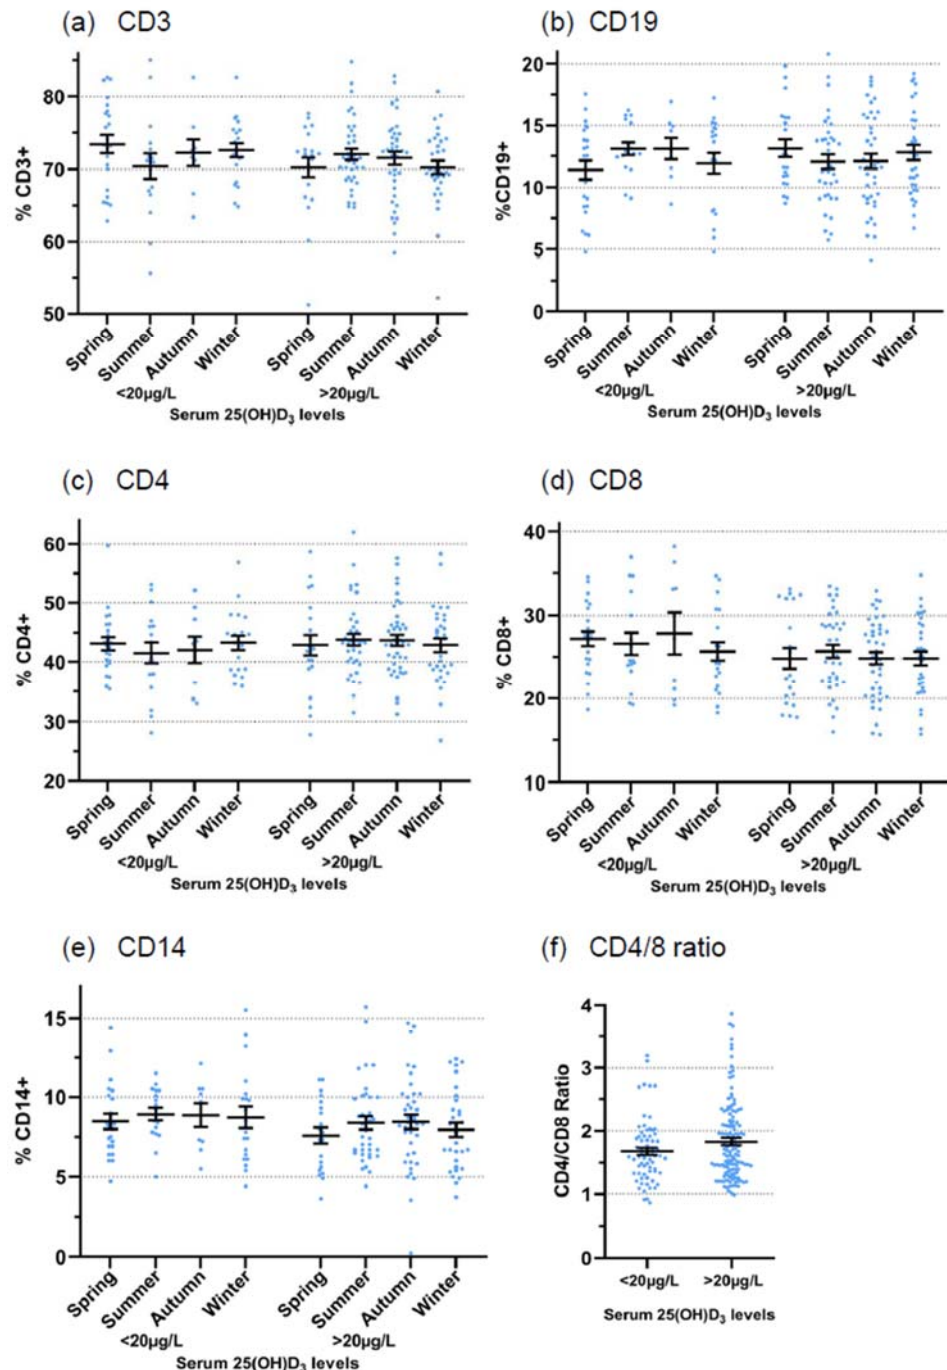 (a) CD3
(b) CD19
80
70
60
50
% CD3+
Spring
Summer
Autumn
Winter
Spring
Summer
Autumn
Winter
<20µg/L
>20µg/L
Serum 25(OH)D₃ levels
20
15
10
5
0
%CD19+
Spring
Summer
Autumn
Winter
Spring
Summer
Autumn
Winter
<20µg/L
>20µg/L
Serum 25(OH)D₃ levels
(c) CD4
(d) CD8
60
50
40
30
20
% CD4+
Spring
Summer
Autumn
Winter
Spring
Summer
Autumn
Winter
<20µg/L
>20µg/L
Serum 25(OH)D₃ levels
40
30
20
10
% CD8+
Spring
Summer
Autumn
Winter
Spring
Summer
Autumn
Winter
<20µg/L
>20µg/L
Serum 25(OH)D₃ levels
(e) CD14
(f) CD4/8 ratio
15
10
5
0
% CD14+
Spring
Summer
Autumn
Winter
Spring
Summer
Autumn
Winter
<20µg/L
>20µg/L
Serum 25(OH)D₃ levels
4
3
2
1
0
CD4/CD8 Ratio
<20µg/L
>20µg/L
Serum 25(OH)D₃ levels